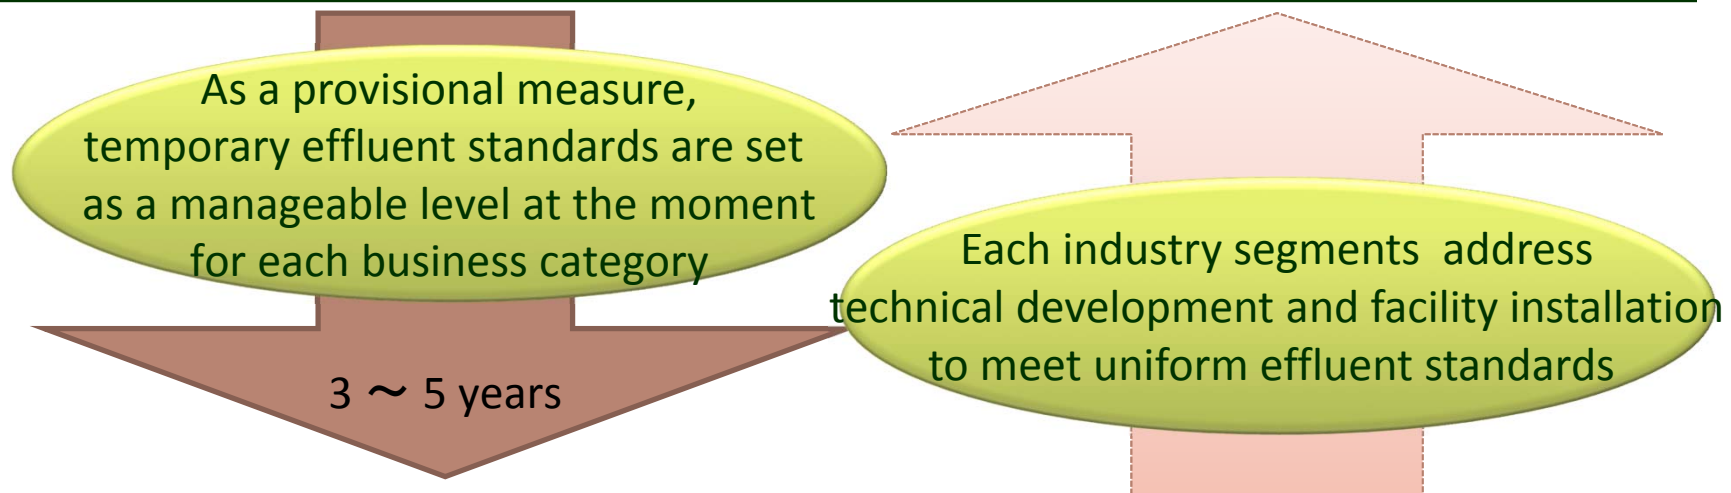 As a provisional measure,
temporary effluent standards are set
as a manageable level at the moment
for each business category
3 ～ 5 years
Each industry segments address
technical development and facility installation
to meet uniform effluent standards